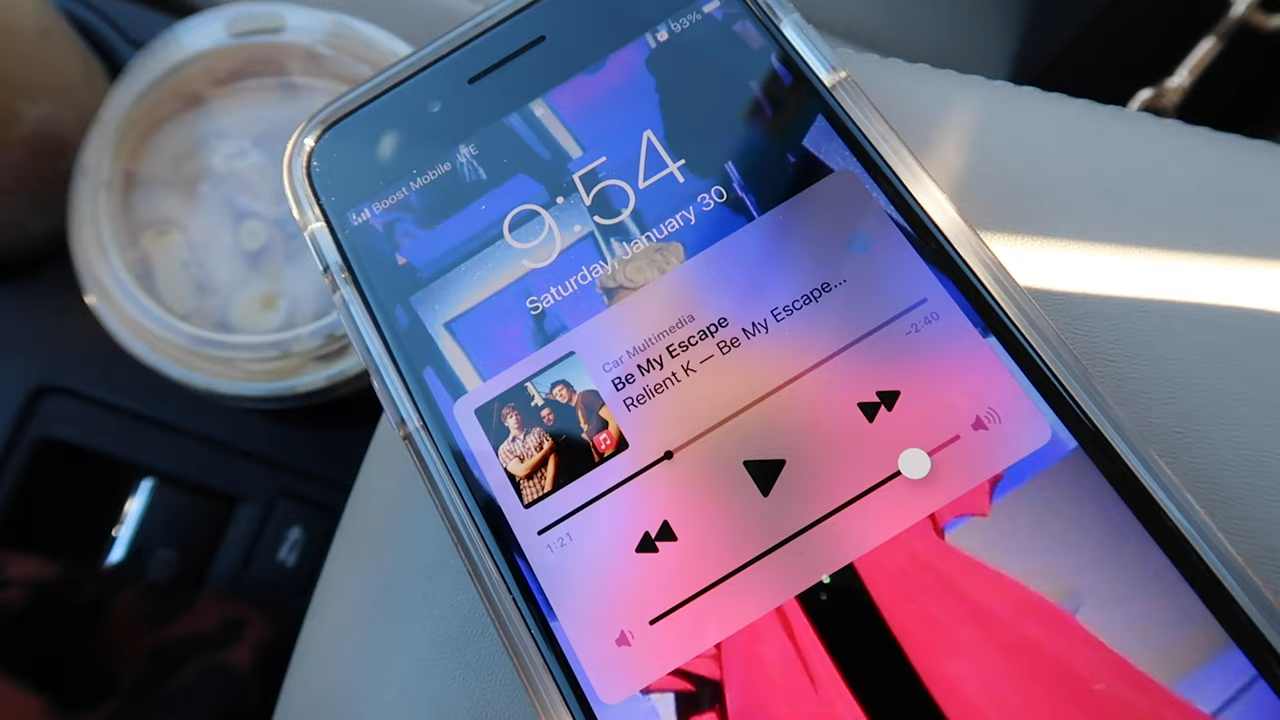 Boost Mobile LTE 93%
9:54
Saturday, January 30
Car Multimedia
Be My Escape
Relient K — Be My Escape...
1:21
-2:40